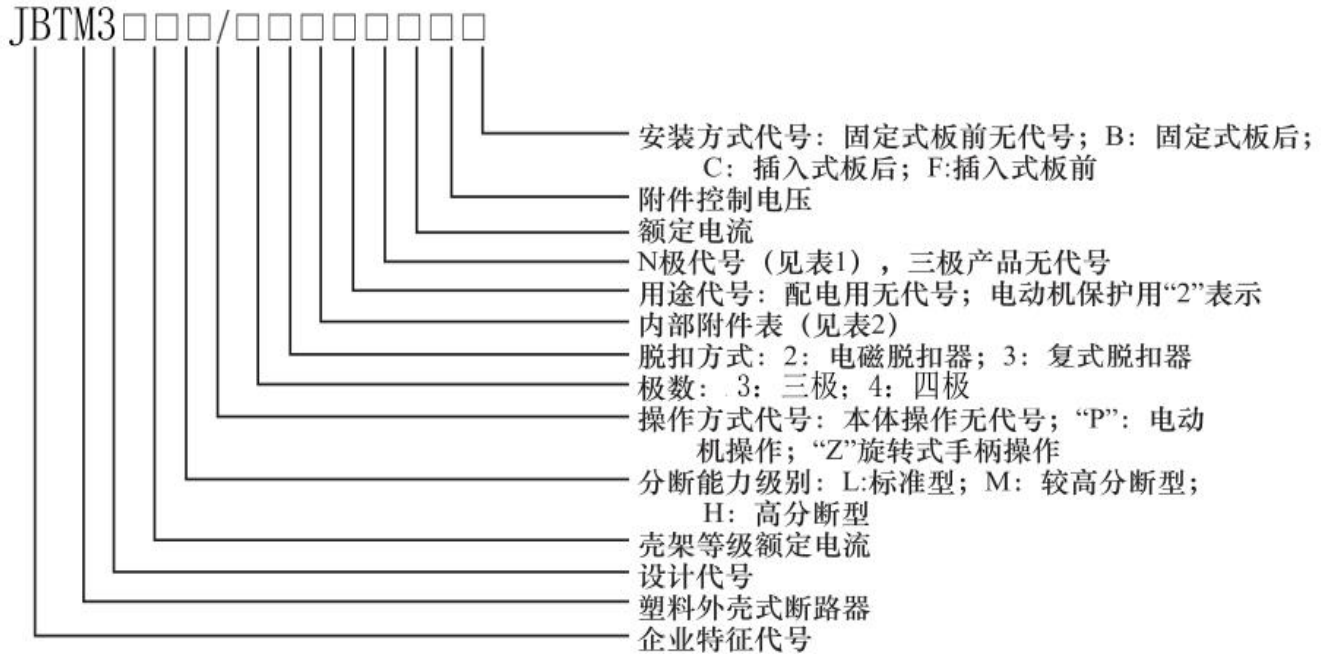 JBTM3□□□/□□□□□□□□
安装方式代号：固定式板前无代号；B：固定式板后；
C：插入式板后；F:插入式板前
附件控制电压
额定电流
N极代号（见表1），三极产品无代号
用途代号：配电用无代号；电动机保护用“2”表示
内部附件表（见表2）
脱扣方式：2：电磁脱扣器；3：复式脱扣器
极数：3：三极；4：四极
操作方式代号：本体操作无代号；“P”：电动
机操作；“Z”旋转式手柄操作
分断能力级别：L:标准型；M：较高分断型；
H：高分断型
壳架等级额定电流
设计代号
塑料外壳式断路器
企业特征代号